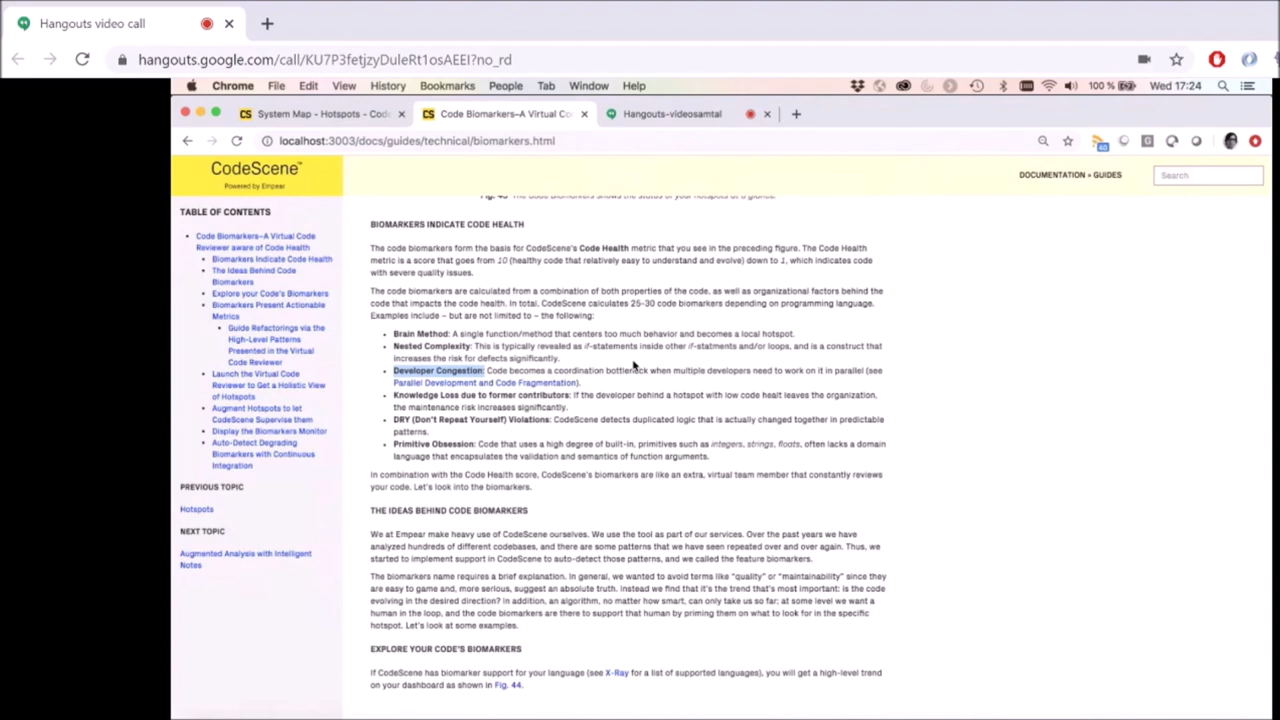 Hangouts video call
hangouts.google.com/call/KU7P3fetjzyDuleRt1osAEEI?no_rd
Chrome File Edit View History Bookmarks People Tab Window Help 100 % Wed 17:24
CS System Map - Hotspots - Code
CS Code Biomarkers–A Virtual Co
Hangouts-videosamtal
localhost:3003/docs/guides/technical/biomarkers.html
60
CodeScene™
Powered by Empear
DOCUMENTATION » GUIDES
Search
TABLE OF CONTENTS
Code Biomarkers–A Virtual Code
Reviewer aware of Code Health
Biomarkers Indicate Code Health
The Ideas Behind Code
Biomarkers
Explore your Code's Biomarkers
Biomarkers Present Actionable
Metrics
Guide Refactorings via the
High-Level Patterns
Presented in the Virtual
Code Reviewer
Launch the Virtual Code
Reviewer to Get a Holistic View
of Hotspots
Augment Hotspots to let
CodeScene Supervise them
Display the Biomarkers Monitor
Auto-Detect Degrading
Biomarkers with Continuous
Integration
PREVIOUS TOPIC
Hotspots
NEXT TOPIC
Augmented Analysis with Intelligent
Notes
BIOMARKERS INDICATE CODE HEALTH
The code biomarkers form the basis for CodeScene's Code Health metric that you see in the preceding figure. The Code Health
metric is a score that goes from 10 (healthy code that relatively easy to understand and evolve) down to 1, which indicates code
with severe quality issues.
The code biomarkers are calculated from a combination of both properties of the code, as well as organizational factors behind the
code that impacts the code health. In total, CodeScene calculates 25-30 code biomarkers depending on programming language.
Examples include – but are not limited to – the following:
Brain Method: A single function/method that centers too much behavior and becomes a local hotspot.
Nested Complexity: This is typically revealed as if-statements inside other if-statments and/or loops, and is a construct that
increases the risk for defects significantly.
Developer Congestion: Code becomes a coordination bottleneck when multiple developers need to work on it in parallel (see
Parallel Development and Code Fragmentation).
Knowledge Loss due to former contributors: If the developer behind a hotspot with low code healt leaves the organization,
the maintenance risk increases significantly.
DRY (Don't Repeat Yourself) Violations: CodeScene detects duplicated logic that is actually changed together in predictable
patterns.
Primitive Obsession: Code that uses a high degree of built-in, primitives such as integers, strings, floats, often lacks a domain
language that encapsulates the validation and semantics of function arguments.
In combination with the Code Health score, CodeScene's biomarkers are like an extra, virtual team member that constantly reviews
your code. Let's look into the biomarkers.
THE IDEAS BEHIND CODE BIOMARKERS
We at Empear make heavy use of CodeScene ourselves. We use the tool as part of our services. Over the past years we have
analyzed hundreds of different codebases, and there are some patterns that we have seen repeated over and over again. Thus, we
started to implement support in CodeScene to auto-detect those patterns, and we called the feature biomarkers.
The biomarkers name requires a brief explanation. In general, we wanted to avoid terms like "quality" or "maintainability" since they
are easy to game and, more serious, suggest an absolute truth. Instead we find that it's the trend that's most important: is the code
evolving in the desired direction? In addition, an algorithm, no matter how smart, can only take us so far; at some level we want a
human in the loop, and the code biomarkers are there to support that human by priming them on what to look for in the specific
hotspot. Let's look at some examples.
EXPLORE YOUR CODE'S BIOMARKERS
If CodeScene has biomarker support for your language (see X-Ray for a list of supported languages), you will get a high-level trend
on your dashboard as shown in Fig. 44.